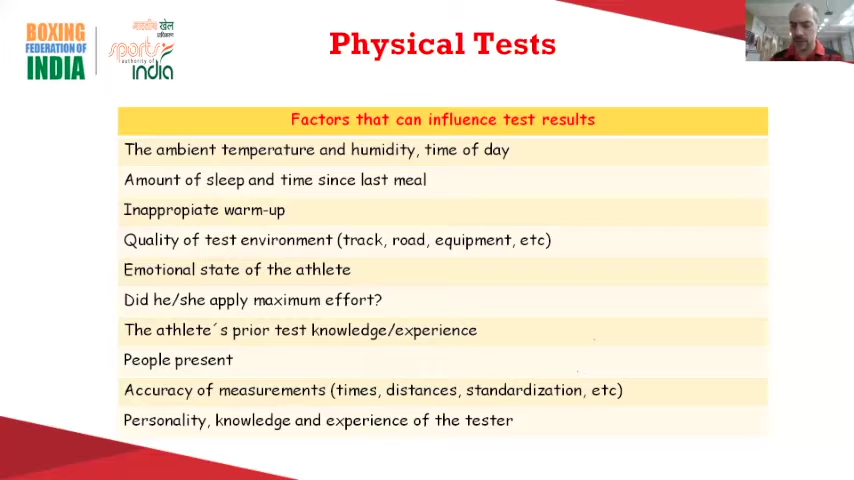 BOXING
FEDERATION OF
INDIA
भारतीय खेल
प्राधिकरण
sports
authority of
india
Physical Tests
Factors that can influence test results
The ambient temperature and humidity, time of day
Amount of sleep and time since last meal
Inappropiate warm-up
Quality of test environment (track, road, equipment, etc)
Emotional state of the athlete
Did he/she apply maximum effort?
The athlete´s prior test knowledge/experience
People present
Accuracy of measurements (times, distances, standardization, etc)
Personality, knowledge and experience of the tester